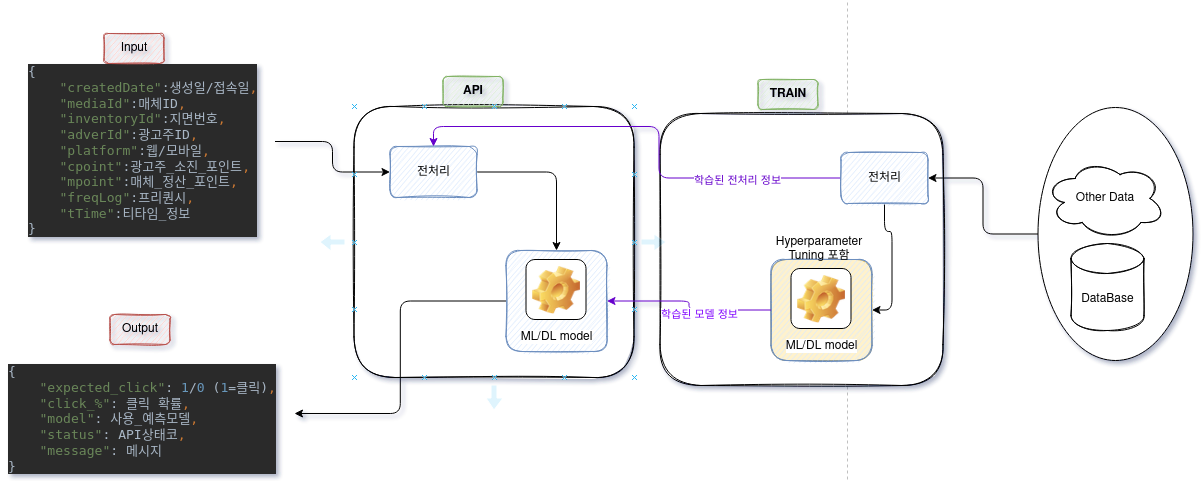 Input
{
"createdDate":생성일/접속일,
"mediaId":매체ID,
"inventoryId":지면번호,
"adverId":광고주ID,
"platform":웹/모바일,
"cpoint":광고주_소진_포인트,
"mpoint":매체_정산_포인트,
"freqLog":프리퀀시,
"tTime":티타임_정보
}
Output
{
"expected_click": 1/0 (1=클릭),
"click_%": 클릭 확률,
"model": 사용_예측모델,
"status": API상태코,
"message": 메시지
}
API
전처리
ML/DL model
TRAIN
학습된 전처리 정보
전처리
Hyperparameter
Tuning 포함
학습된 모델 정보
ML/DL model
Other Data
DataBase